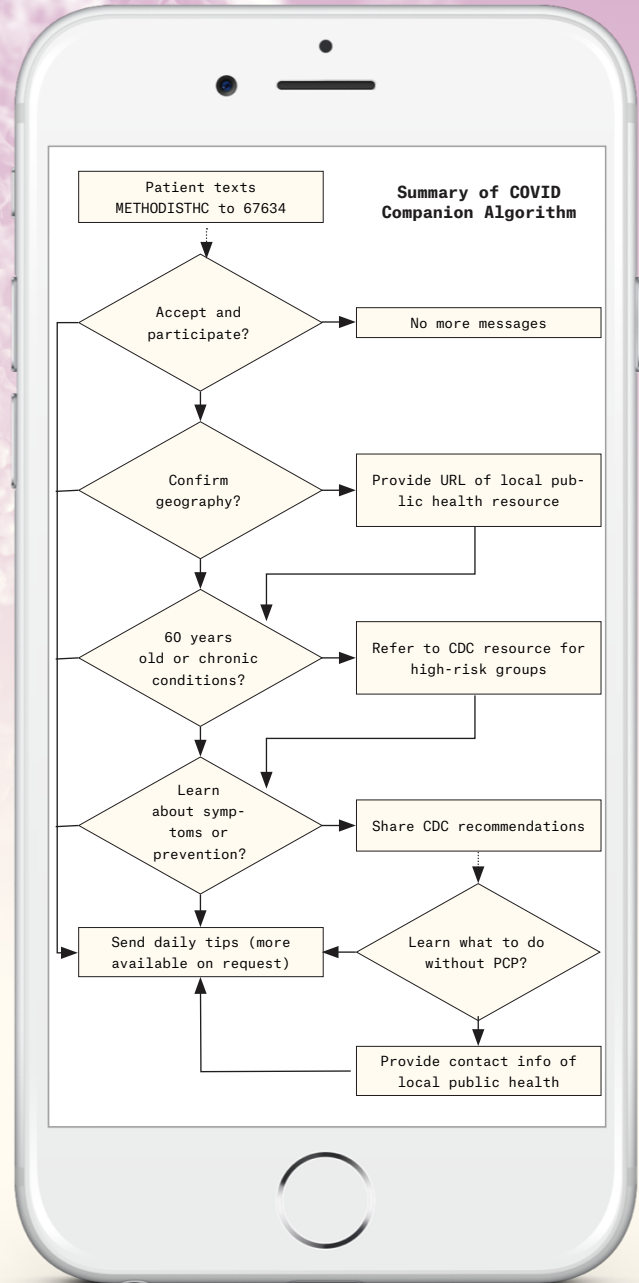 Patient texts
METHODISTHC to 67634
Summary of COVID
Companion Algorithm
Accept and
participate?
No more messages
Confirm
geography?
Provide URL of local pub-
lic health resource
60 years
old or chronic
conditions?
Refer to CDC resource for
high-risk groups
Learn
about symp-
toms or
prevention?
Share CDC recommendations
Send daily tips (more
available on request)
Learn what to do
without PCP?
Provide contact info of
local public health